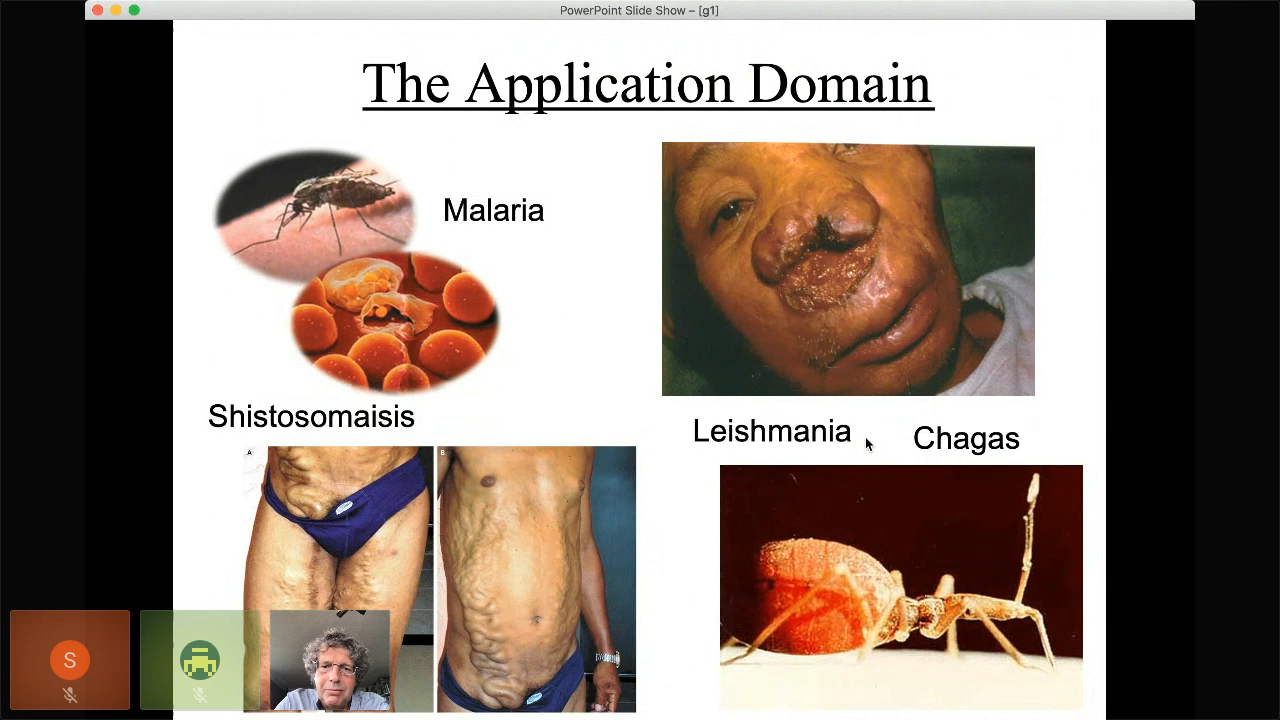 PowerPoint Slide Show – [g1]
The Application Domain
Malaria
Shistosomaisis
A
B
Leishmania
Chagas
S